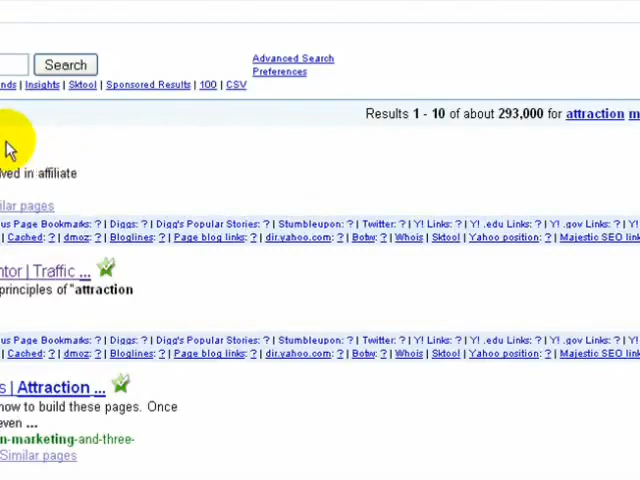 Search
Advanced Search
Preferences
nds | Insights | Sktool | Sponsored Results | 100 | CSV
Results 1 - 10 of about 293,000 for attraction m
lved in affiliate
ilar pages
us Page Bookmarks: ? | Diggs: ? | Digg's Popular Stories: ? | Stumbleupon: ? | Twitter: ? | Y! Links: ? | Y! .edu Links: ? | Y! .gov Links: ? | Y!
| Cached: ? | dmoz: ? | Bloglines: ? | Page blog links: ? | dir.yahoo.com: ? | Botw: ? | Whois | Sktool | Yahoo position: ? | Majestic SEO link
ntor | Traffic ...
principles of "attraction
us Page Bookmarks: ? | Diggs: ? | Digg's Popular Stories: ? | Stumbleupon: ? | Twitter: ? | Y! Links: ? | Y! .edu Links: ? | Y! .gov Links: ? | Y!
| Cached: ? | dmoz: ? | Bloglines: ? | Page blog links: ? | dir.yahoo.com: ? | Botw: ? | Whois | Sktool | Yahoo position: ? | Majestic SEO link
s | Attraction ...
how to build these pages. Once
even ...
n-marketing-and-three-
Similar pages